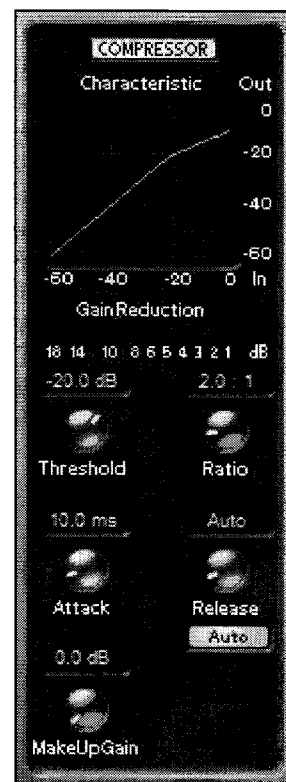 COMPRESSOR
Characteristic Out
0
-20
-40
-60
-60 -40 -20 0 In
GainReduction
18 14 10 8 6 5 4 3 2 1 dB
-20.0 dB 2.0 : 1
Threshold Ratio
10.0 ms Auto
Attack Release
Auto
0.0 dB
MakeUpGain